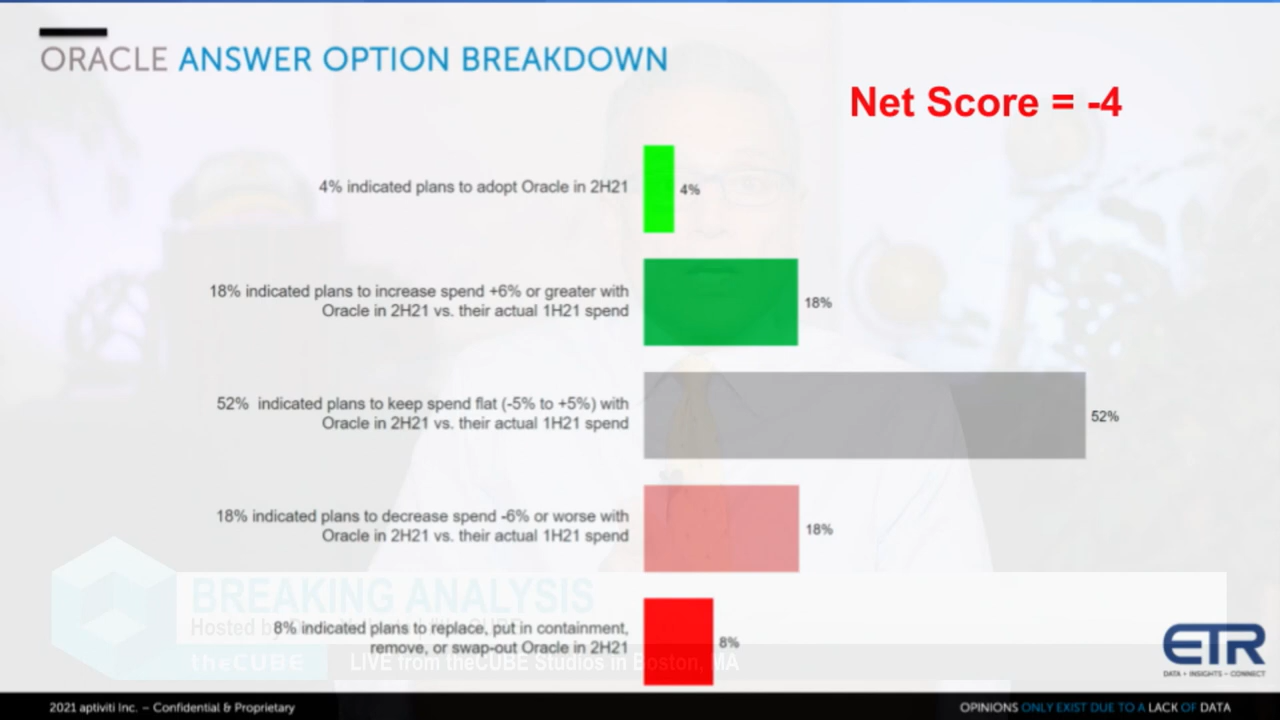 ORACLE ANSWER OPTION BREAKDOWN
Net Score = -4
4% indicated plans to adopt Oracle in 2H21
4%
18% indicated plans to increase spend +6% or greater with
Oracle in 2H21 vs. their actual 1H21 spend
18%
52% indicated plans to keep spend flat (-5% to +5%) with
Oracle in 2H21 vs. their actual 1H21 spend
52%
18% indicated plans to decrease spend -6% or worse with
Oracle in 2H21 vs. their actual 1H21 spend
18%
BREAKING ANALYSIS
Hosted by
8% indicated plans to replace, put in containment,
remove, or swap-out Oracle in 2H21
8%
theCUBE
LIVE from theCUBE Studios in Boston, MA
ETR
DATA + INSIGHTS = CONNECT
2021 aptiviti Inc. – Confidential & Proprietary
OPINIONS ONLY EXIST DUE TO A LACK OF DATA